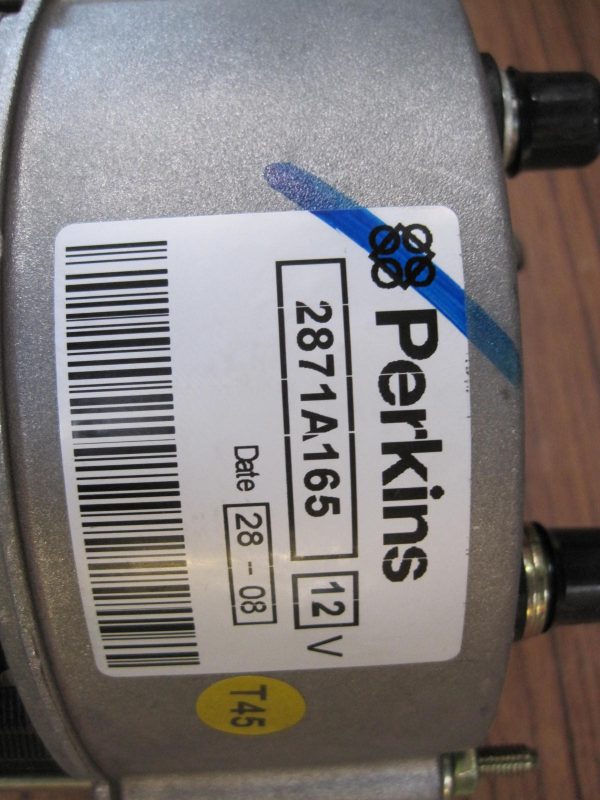 Perkins
2871A165 12 V
Date 28 -- 08
T45